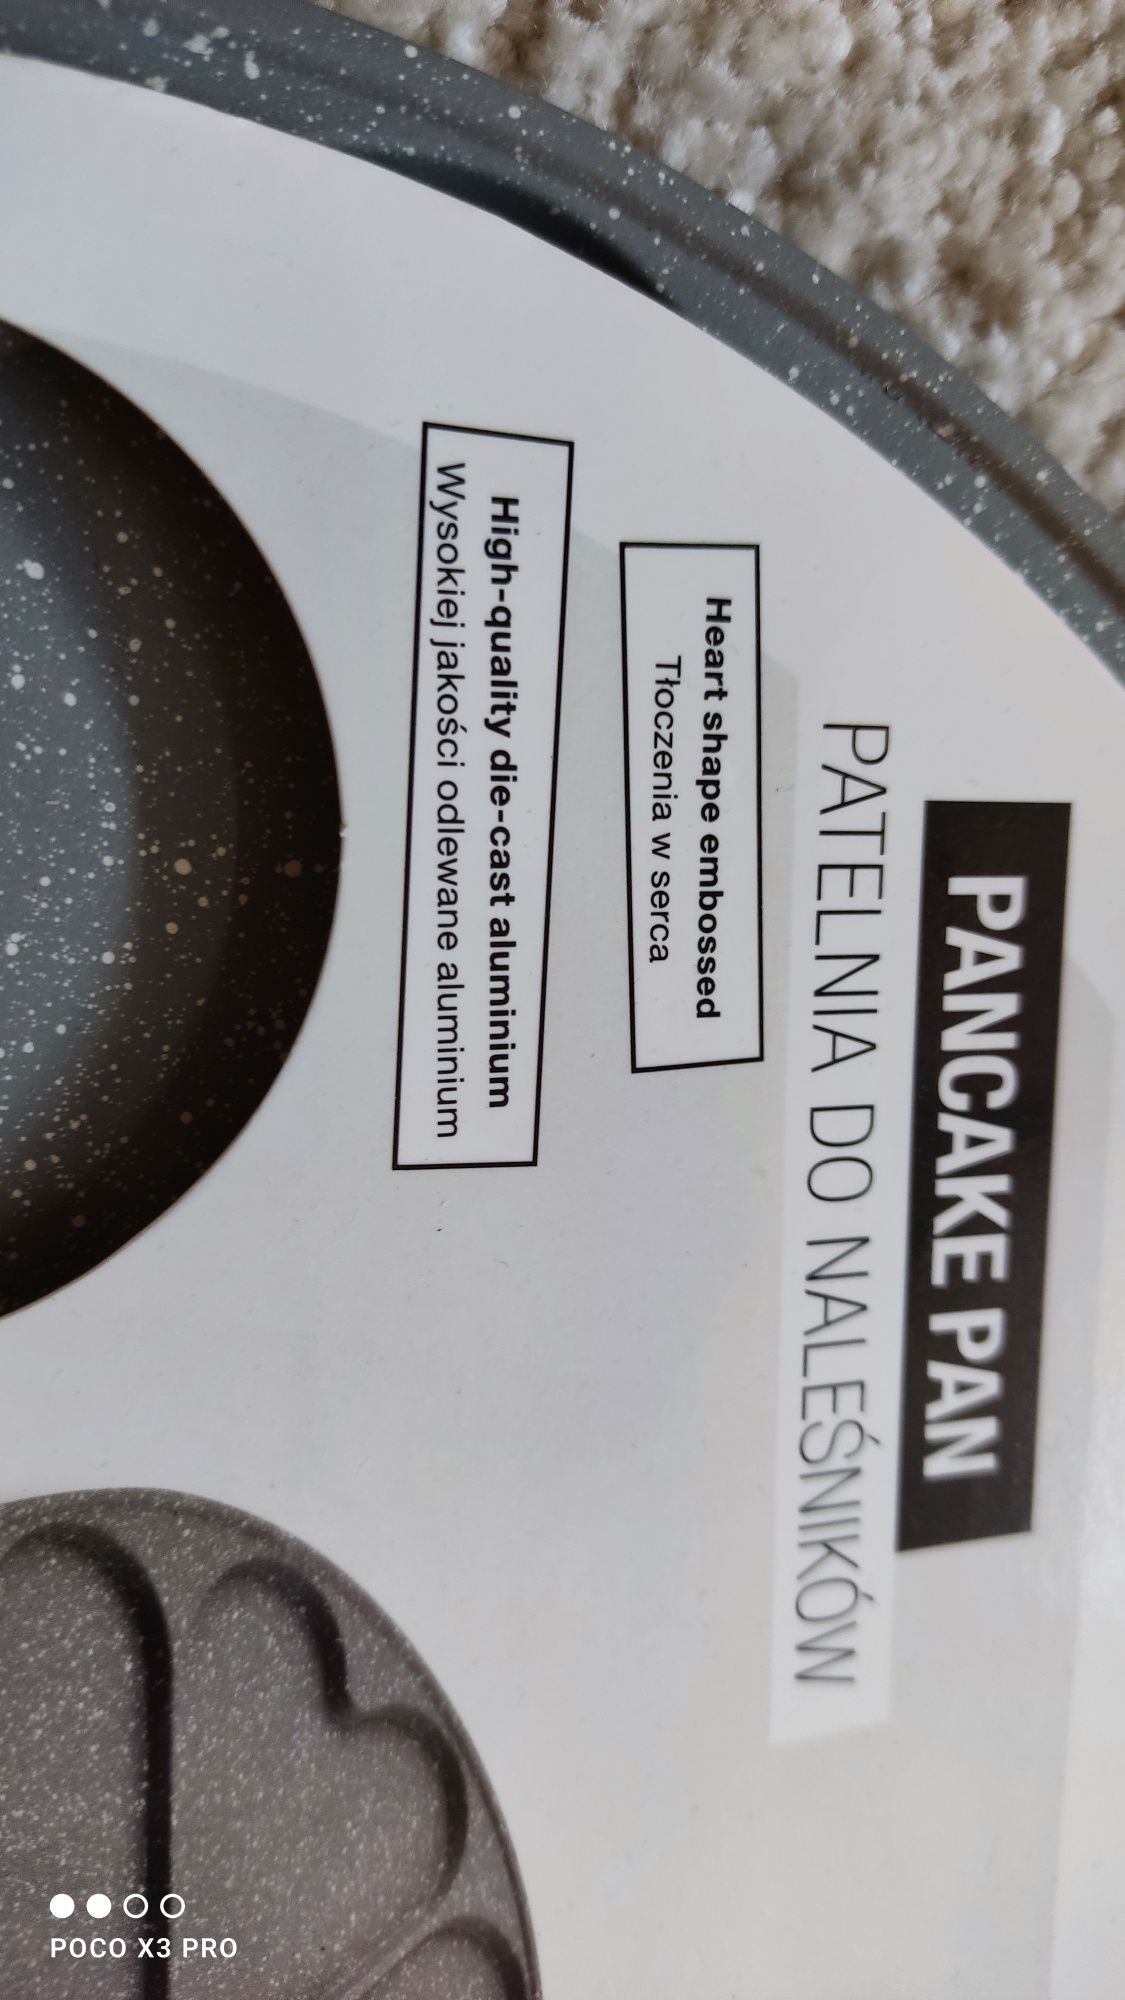 PANCAKE PAN
PATELNIA DO NALEŚNIKÓW
Heart shape embossed
Tłoczenia w serca
High-quality die-cast aluminium
Wysokiej jakości odlewane aluminium
POCO X3 PRO